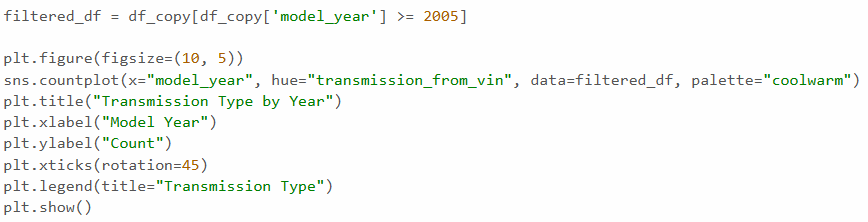 filtered_df = df_copy[df_copy['model_year'] >= 2005]
plt.figure(figsize=(10, 5))
sns.countplot(x="model_year", hue="transmission_from_vin", data=filtered_df, palette="coolwarm")
plt.title("Transmission Type by Year")
plt.xlabel("Model Year")
plt.ylabel("Count")
plt.xticks(rotation=45)
plt.legend(title="Transmission Type")
plt.show()